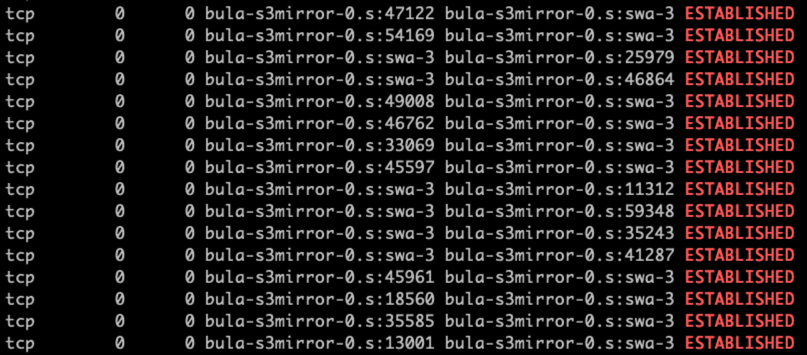 tcp 0 0 bula-s3mirror-0.s:47122 bula-s3mirror-0.s:swa-3 ESTABLISHED
tcp 0 0 bula-s3mirror-0.s:54169 bula-s3mirror-0.s:swa-3 ESTABLISHED
tcp 0 0 bula-s3mirror-0.s:swa-3 bula-s3mirror-0.s:25979 ESTABLISHED
tcp 0 0 bula-s3mirror-0.s:swa-3 bula-s3mirror-0.s:46864 ESTABLISHED
tcp 0 0 bula-s3mirror-0.s:49008 bula-s3mirror-0.s:swa-3 ESTABLISHED
tcp 0 0 bula-s3mirror-0.s:46762 bula-s3mirror-0.s:swa-3 ESTABLISHED
tcp 0 0 bula-s3mirror-0.s:33069 bula-s3mirror-0.s:swa-3 ESTABLISHED
tcp 0 0 bula-s3mirror-0.s:45597 bula-s3mirror-0.s:swa-3 ESTABLISHED
tcp 0 0 bula-s3mirror-0.s:swa-3 bula-s3mirror-0.s:11312 ESTABLISHED
tcp 0 0 bula-s3mirror-0.s:swa-3 bula-s3mirror-0.s:59348 ESTABLISHED
tcp 0 0 bula-s3mirror-0.s:swa-3 bula-s3mirror-0.s:35243 ESTABLISHED
tcp 0 0 bula-s3mirror-0.s:swa-3 bula-s3mirror-0.s:41287 ESTABLISHED
tcp 0 0 bula-s3mirror-0.s:45961 bula-s3mirror-0.s:swa-3 ESTABLISHED
tcp 0 0 bula-s3mirror-0.s:18560 bula-s3mirror-0.s:swa-3 ESTABLISHED
tcp 0 0 bula-s3mirror-0.s:35585 bula-s3mirror-0.s:swa-3 ESTABLISHED
tcp 0 0 bula-s3mirror-0.s:13001 bula-s3mirror-0.s:swa-3 ESTABLISHED